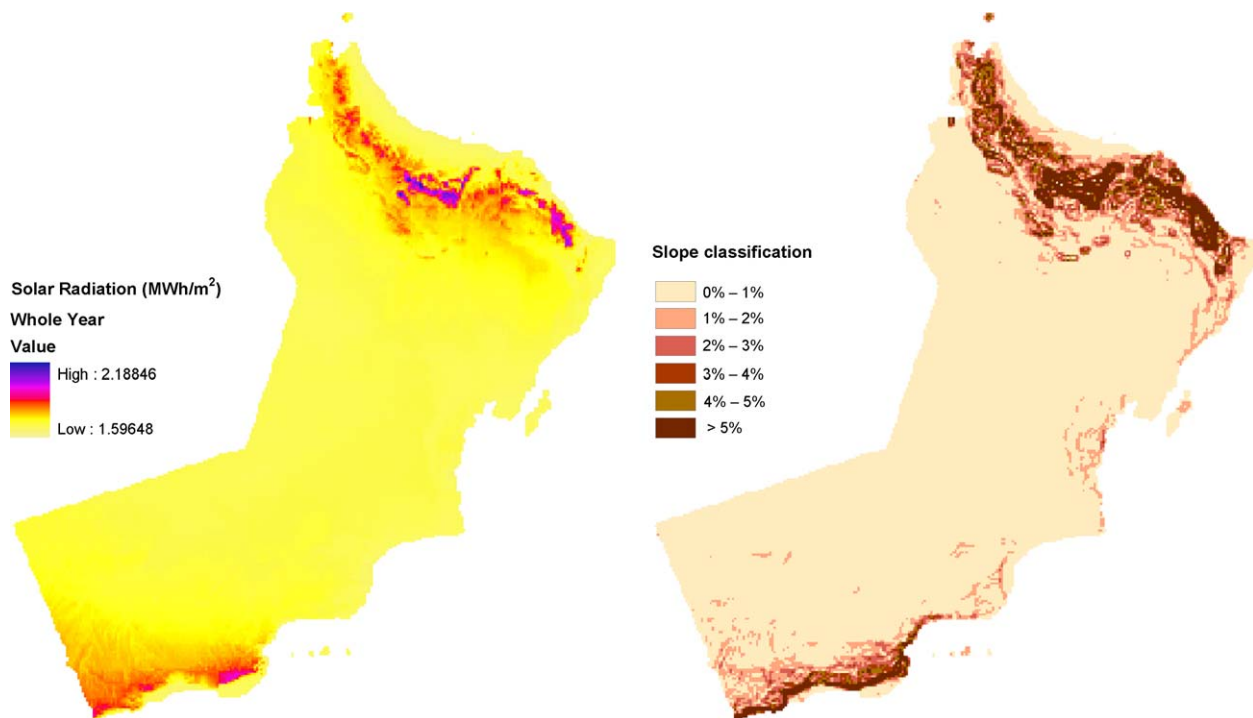 Solar Radiation (MWh/m²)
Whole Year
Value
High : 2.18846
Low : 1.59648
Slope classification
0% – 1%
1% – 2%
2% – 3%
3% – 4%
4% – 5%
> 5%